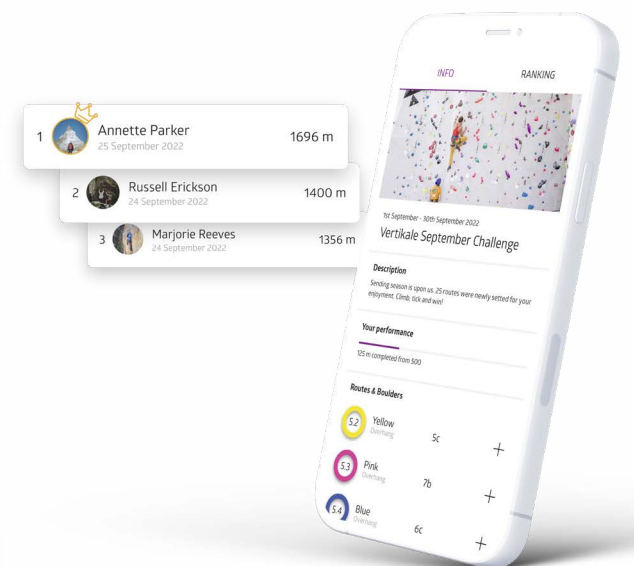 INFO
RANKING
1
Annette Parker
25 September 2022
1696 m
2
Russell Erickson
24 September 2022
1400 m
3
Marjorie Reeves
24 September 2022
1356 m
1st September - 30th September 2022
Vertikale September Challenge
Description
Sending season is upon us. 25 routes were newly setted for your
enjoyment. Climb, tick and win!
Your performance
125 m completed from 500
Routes & Boulders
5.2
Yellow
Overhang
5c
+
5.3
Pink
Overhang
7b
+
5.4
Blue
Overhang
6c
+